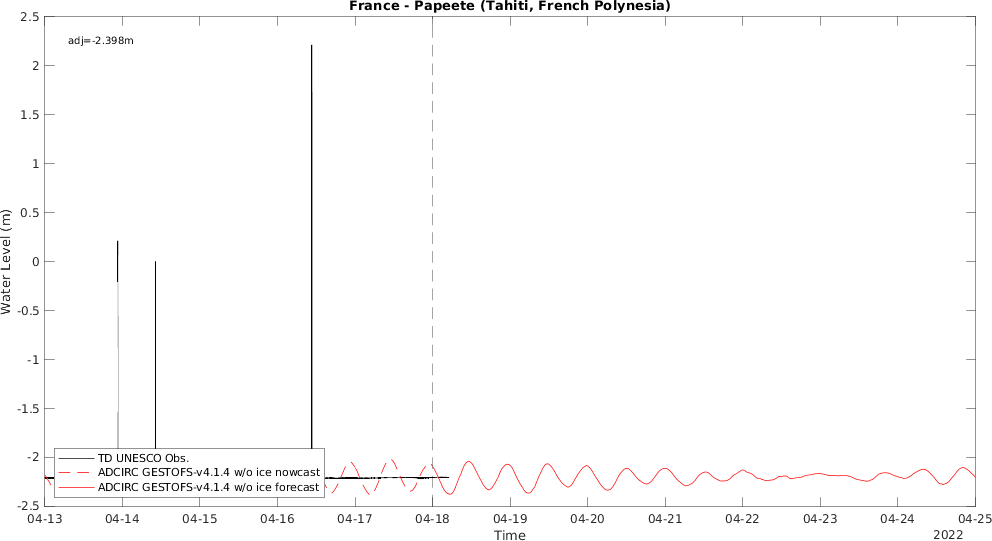 France - Papeete (Tahiti, French Polynesia)
adj=-2.398m
Water Level (m)
2.5
2
1.5
1
0.5
0
-0.5
-1
-1.5
-2
-2.5
TD UNESCO Obs.
ADCIRC GESTOFS-v4.1.4 w/o ice nowcast
ADCIRC GESTOFS-v4.1.4 w/o ice forecast
04-13 04-14 04-15 04-16 04-17 04-18 04-19 04-20 04-21 04-22 04-23 04-24 04-25
Time
2022